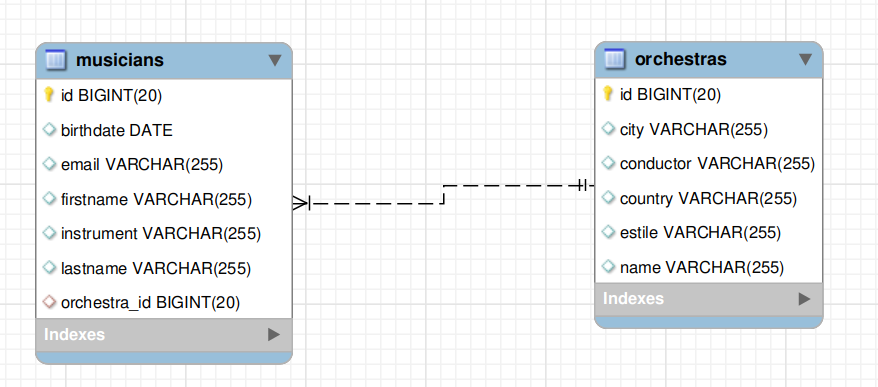 musicians
id BIGINT(20)
birthdate DATE
email VARCHAR(255)
firstname VARCHAR(255)
instrument VARCHAR(255)
lastname VARCHAR(255)
orchestra_id BIGINT(20)
Indexes
orchestras
id BIGINT(20)
city VARCHAR(255)
conductor VARCHAR(255)
country VARCHAR(255)
estile VARCHAR(255)
name VARCHAR(255)
Indexes